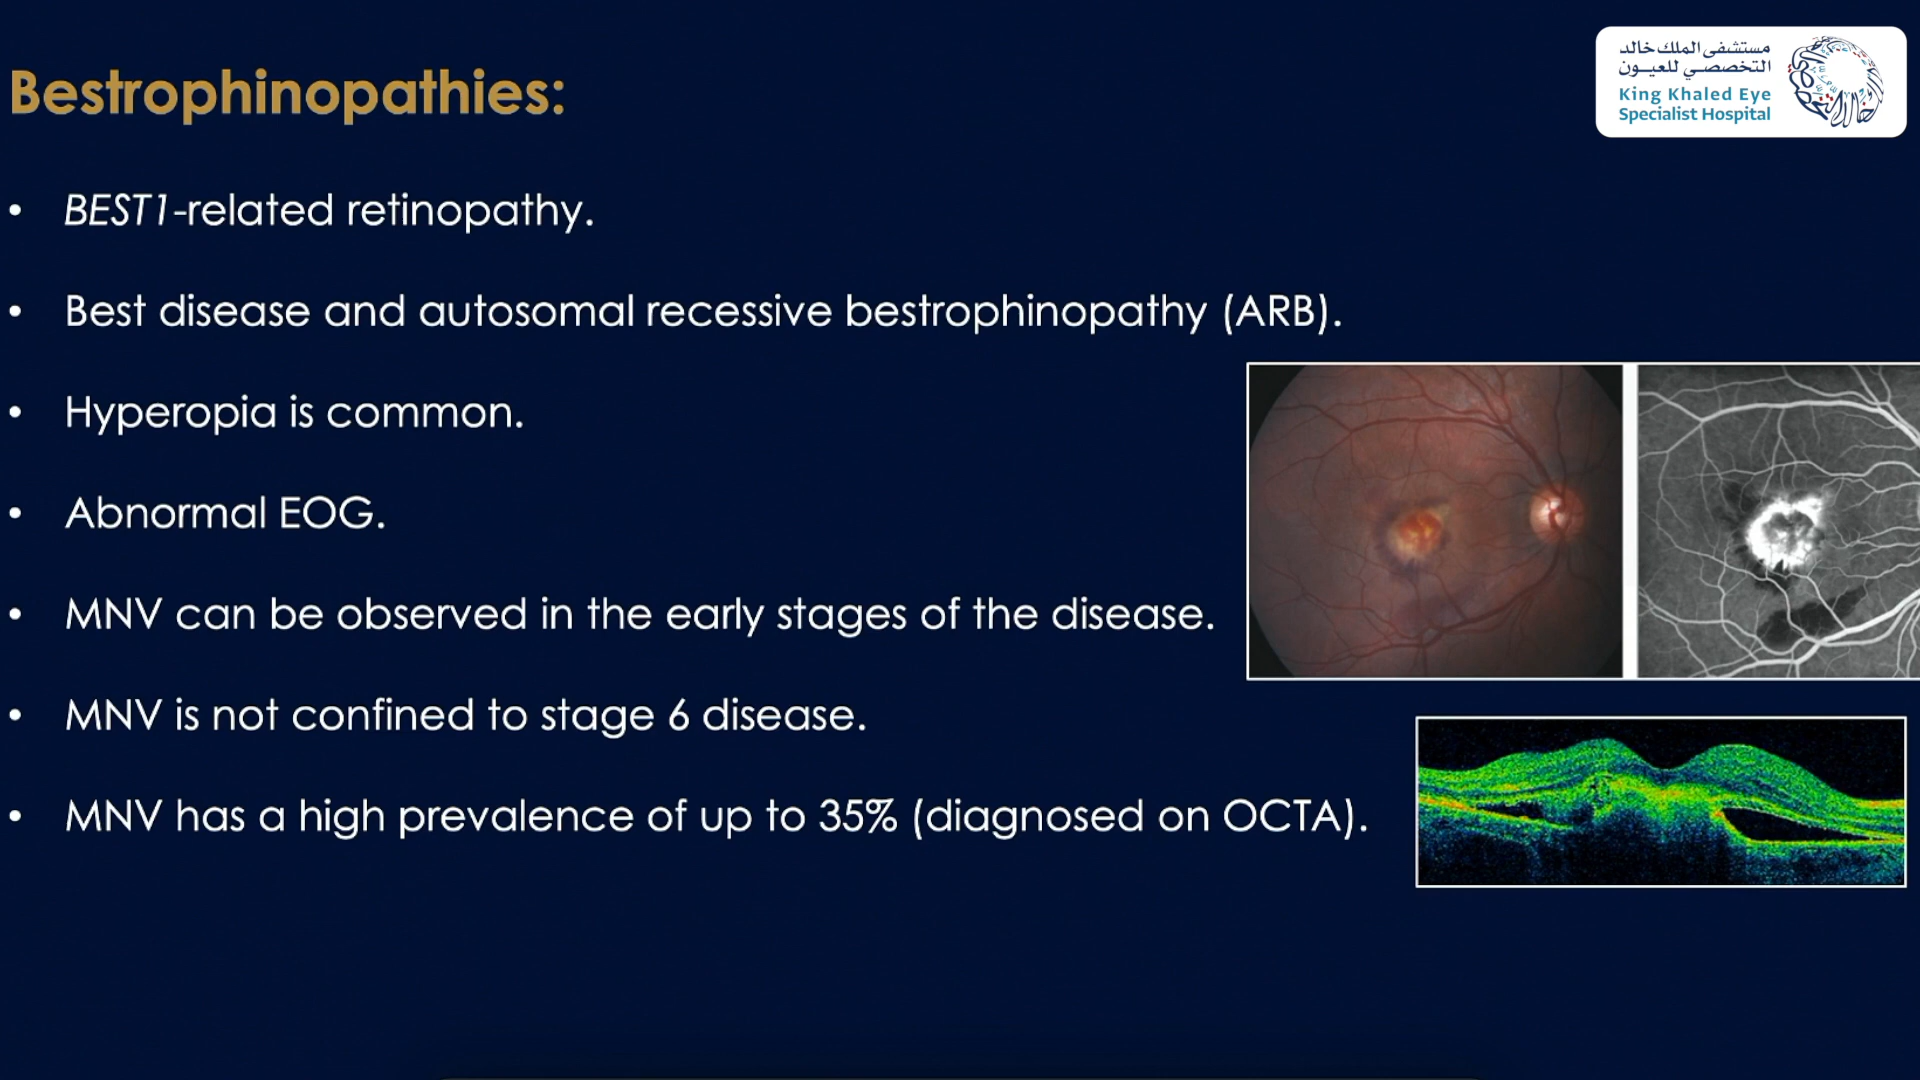 Bestrophinopathies:
مستشفى الملك خالد
التخصصي للعيون
King Khaled Eye
Specialist Hospital
• BEST1-related retinopathy.
• Best disease and autosomal recessive bestrophinopathy (ARB).
• Hyperopia is common.
• Abnormal EOG.
• MNV can be observed in the early stages of the disease.
• MNV is not confined to stage 6 disease.
• MNV has a high prevalence of up to 35% (diagnosed on OCTA).